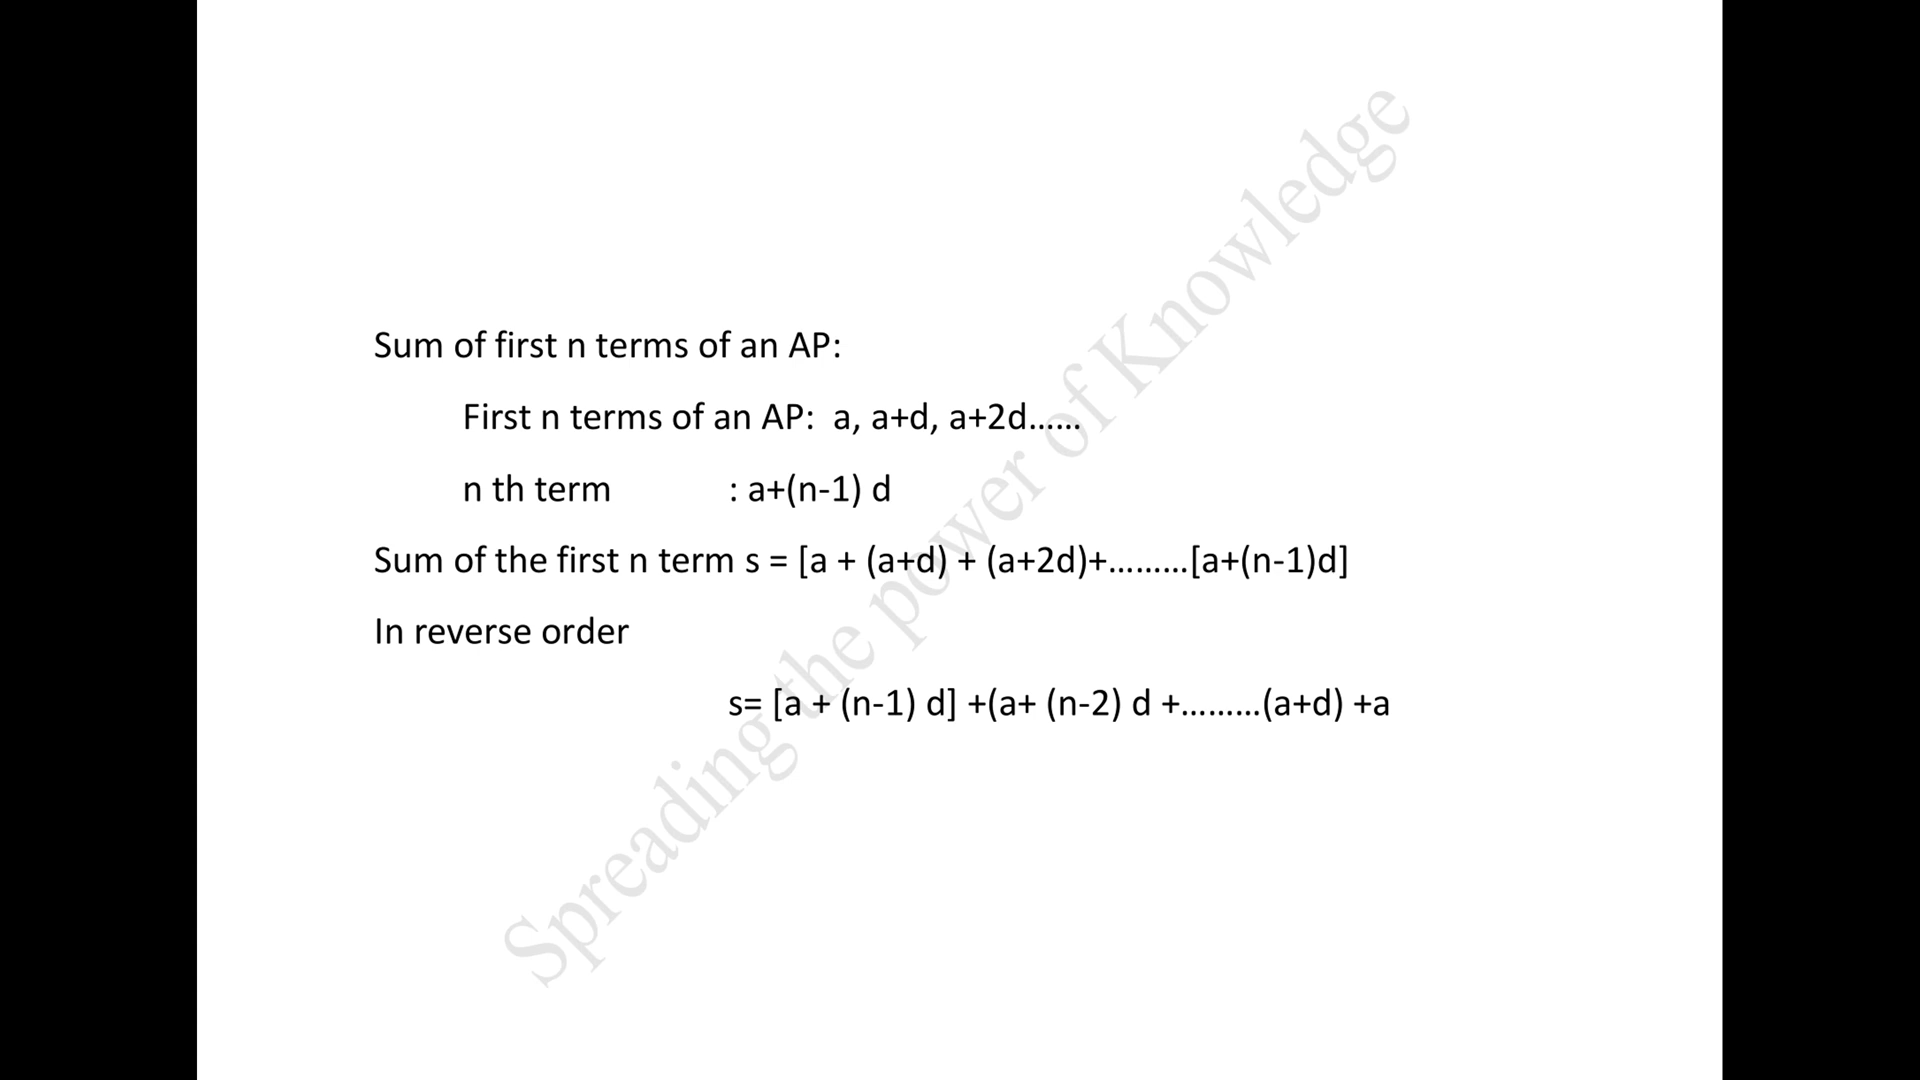 Sum of first n terms of an AP:
First n terms of an AP: a, a+d, a+2d......
n th term : a+(n-1) d
Sum of the first n term s = [a + (a+d) + (a+2d)+.........[a+(n-1)d]
In reverse order
s= [a + (n-1) d] +(a+ (n-2) d +.........(a+d) +a
Spreading the power of Knowledge